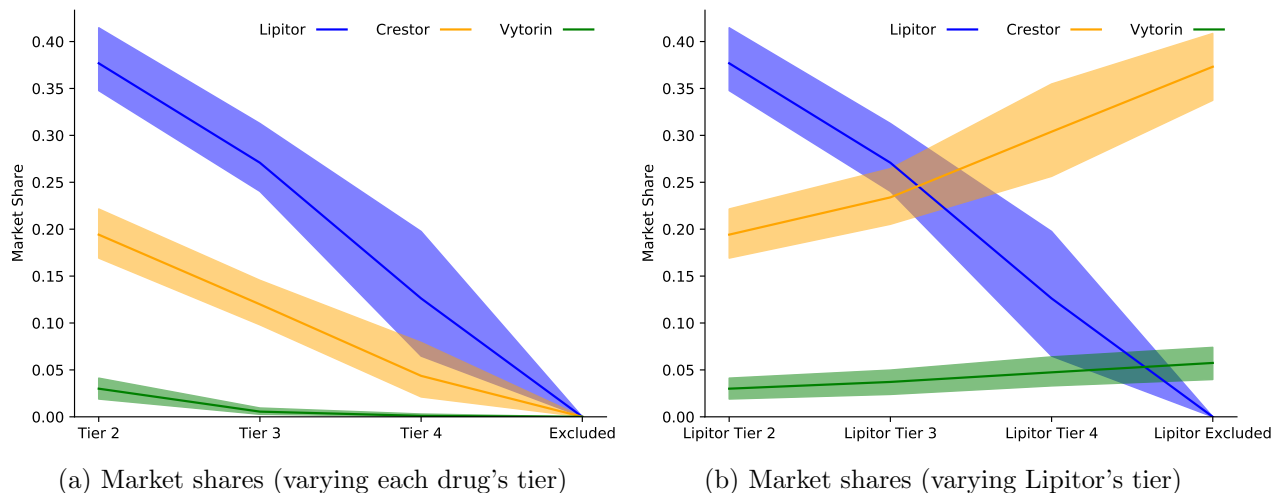 Lipitor Crestor Vytorin
Market Share
0.40
0.35
0.30
0.25
0.20
0.15
0.10
0.05
0.00
Tier 2 Tier 3 Tier 4 Excluded
(a) Market shares (varying each drug's tier)
Lipitor Crestor Vytorin
Market Share
0.40
0.35
0.30
0.25
0.20
0.15
0.10
0.05
0.00
Lipitor Tier 2 Lipitor Tier 3 Lipitor Tier 4 Lipitor Excluded
(b) Market shares (varying Lipitor's tier)